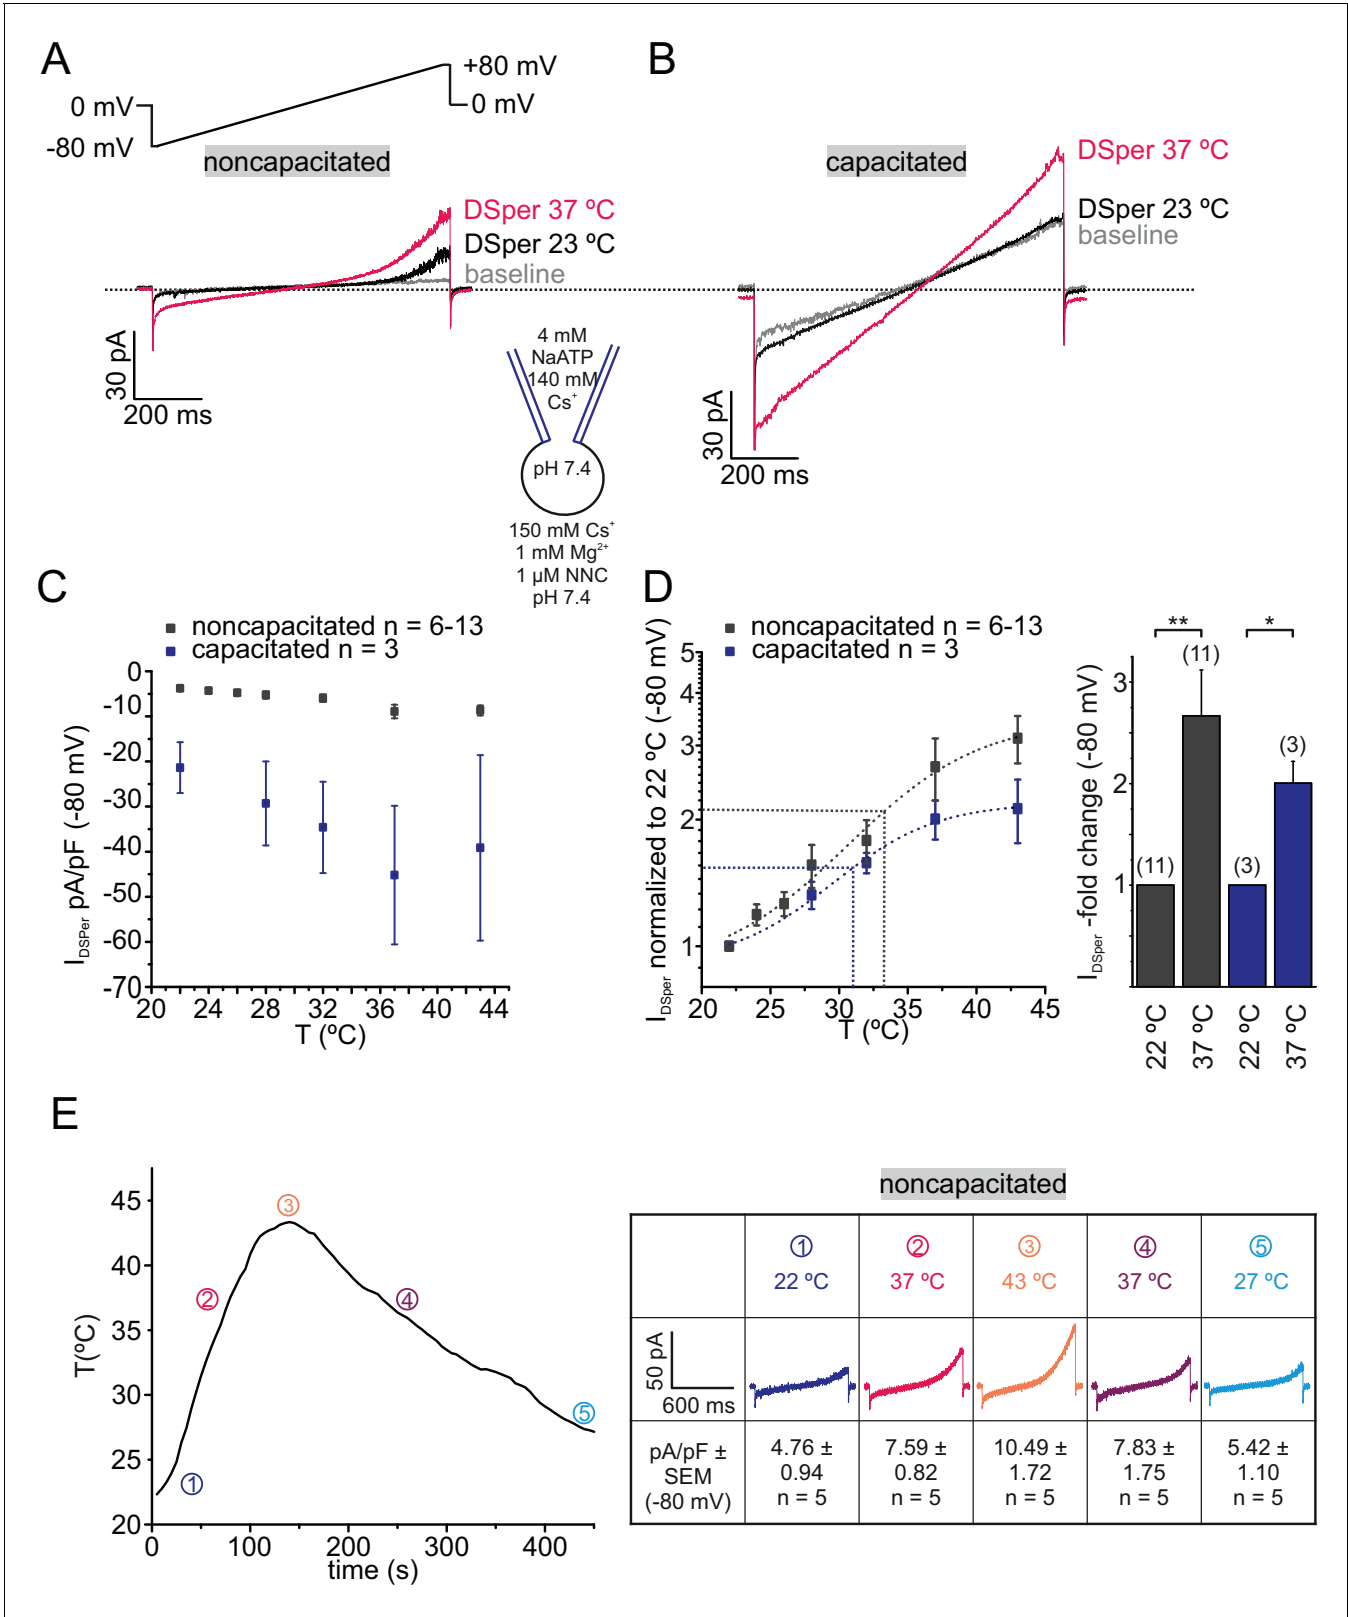 A
+80 mV
0 mV
0 mV
-80 mV
noncapacitated
DSper 37 ºC
DSper 23 ºC
baseline
30 pA
200 ms
B
capacitated
DSper 37 ºC
DSper 23 ºC
baseline
30 pA
200 ms
4 mM
NaATP
140 mM
Cs⁺
pH 7.4
150 mM Cs⁺
1 mM Mg²⁺
1 µM NNC
pH 7.4
C
noncapacitated n = 6-13
capacitated n = 3
I_DSPer pA/pF (-80 mV)
0
-10
-20
-30
-40
-50
-60
-70
20 24 28 32 36 40 44
T (ºC)
D
noncapacitated n = 6-13
capacitated n = 3
I_DSper normalized to 22 ºC (-80 mV)
5
4
3
2
1
20 25 30 35 40 45
T (ºC)
I_DSper -fold change (-80 mV)
3
2
1
** *
(11) (11) (3) (3)
22 ºC 37 ºC 22 ºC 37 ºC
E
T(ºC)
45
40
35
30
25
20
0 100 200 300 400
time (s)
① ② ③ ④ ⑤
noncapacitated
① ② ③ ④ ⑤
22 ºC 37 ºC 43 ºC 37 ºC 27 ºC
50 pA
600 ms
pA/pF ±
SEM
(-80 mV)
4.76 ±
0.94
n = 5
7.59 ±
0.82
n = 5
10.49 ±
1.72
n = 5
7.83 ±
1.75
n = 5
5.42 ±
1.10
n = 5